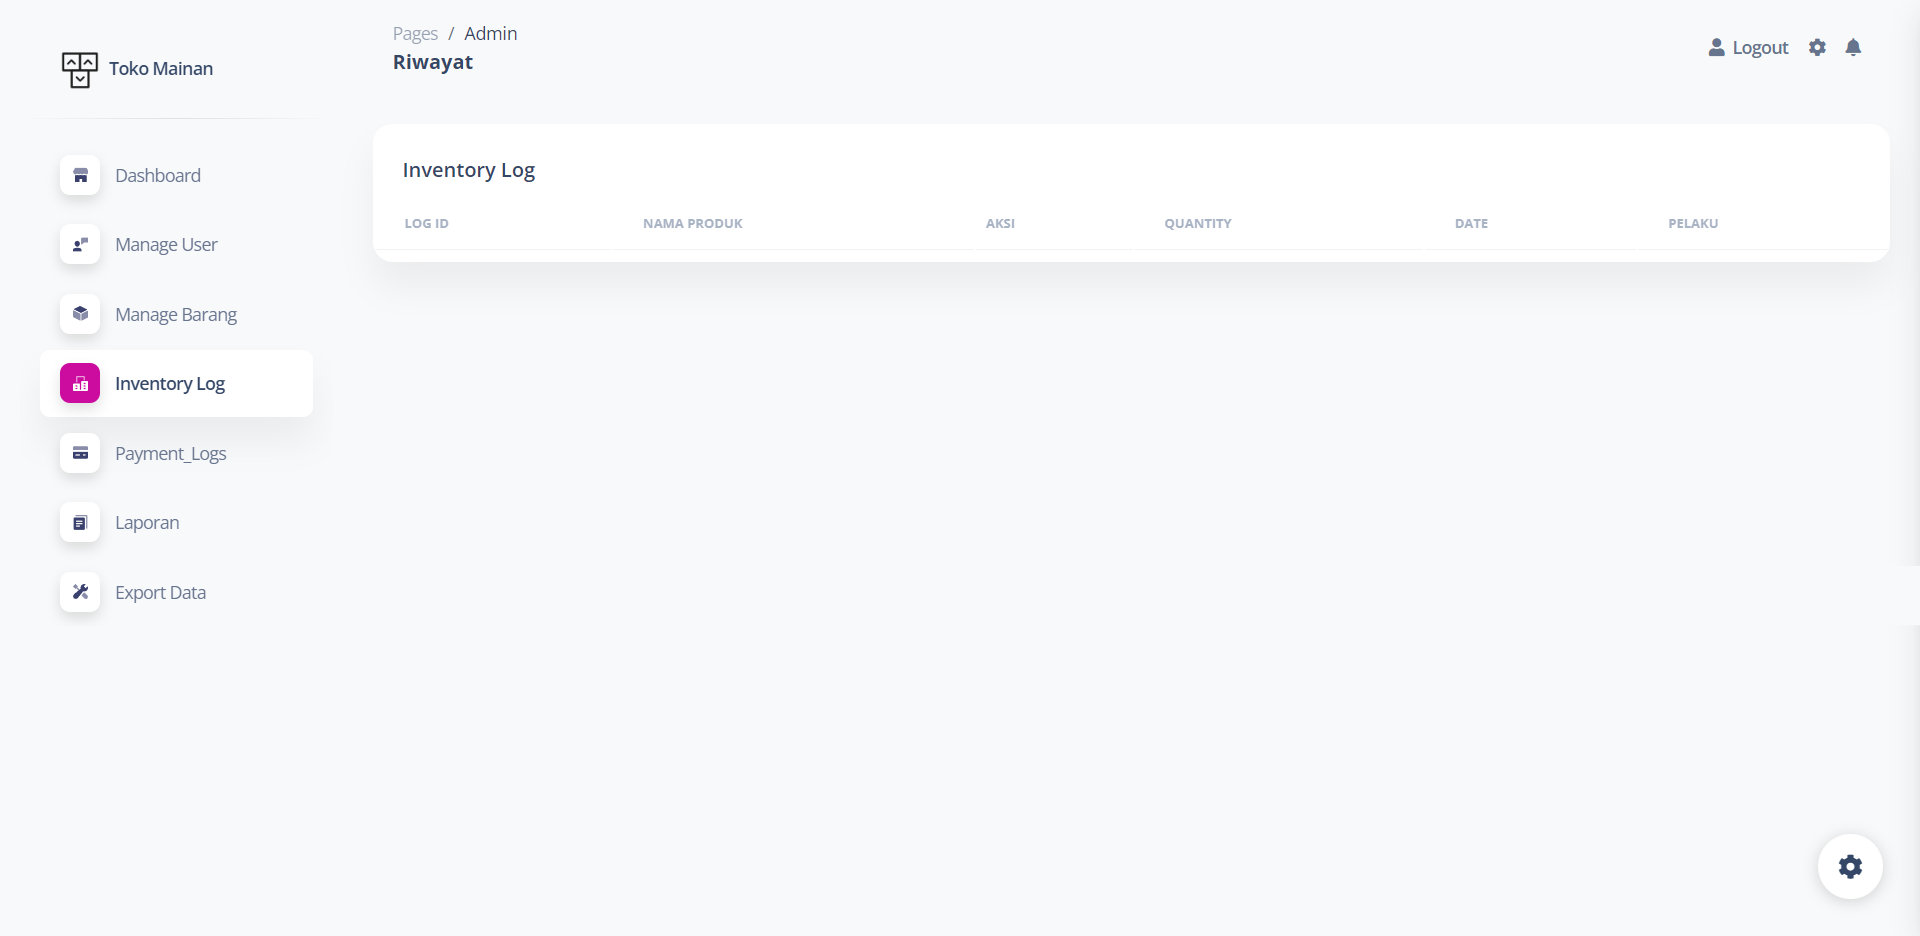 Toko Mainan
Dashboard
Manage User
Manage Barang
Inventory Log
Payment_Logs
Laporan
Export Data
Pages / Admin
Riwayat
Logout
Inventory Log
LOG ID NAMA PRODUK AKSI QUANTITY DATE PELAKU